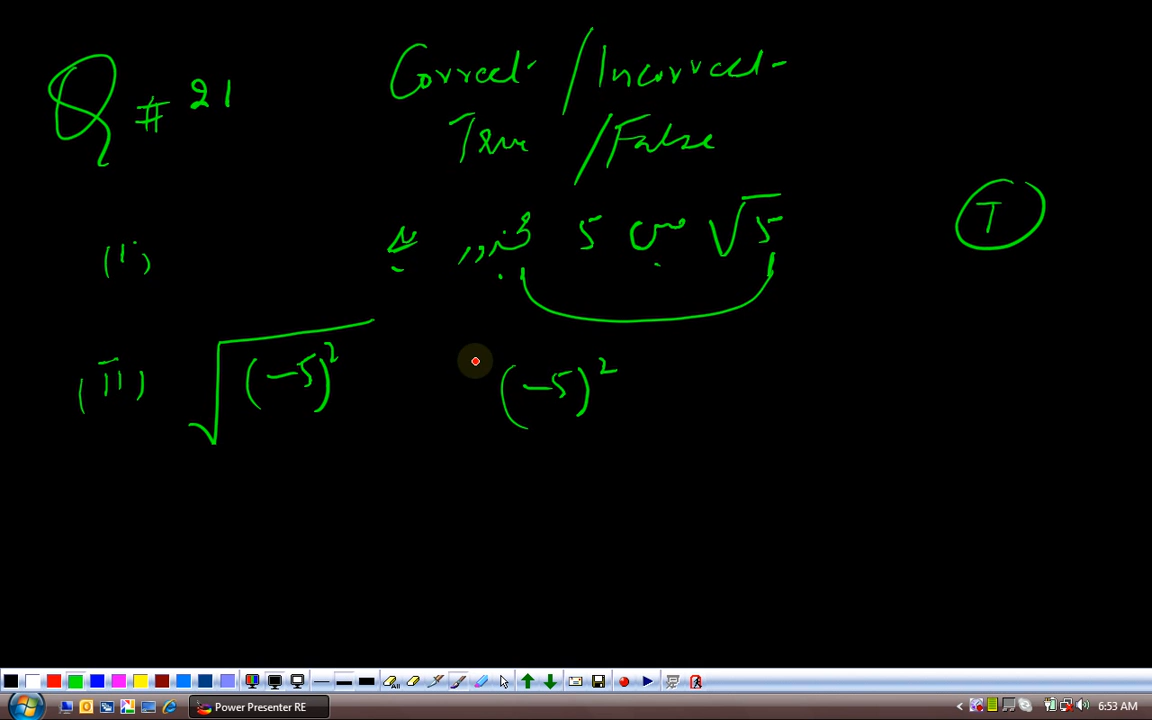 Q # 21
Correct / Incorrect
True / False
(i) √5 میں 5 جذر ہے T
(ii) √(-5)² (-5)²
Power Presenter RE
6:53 AM